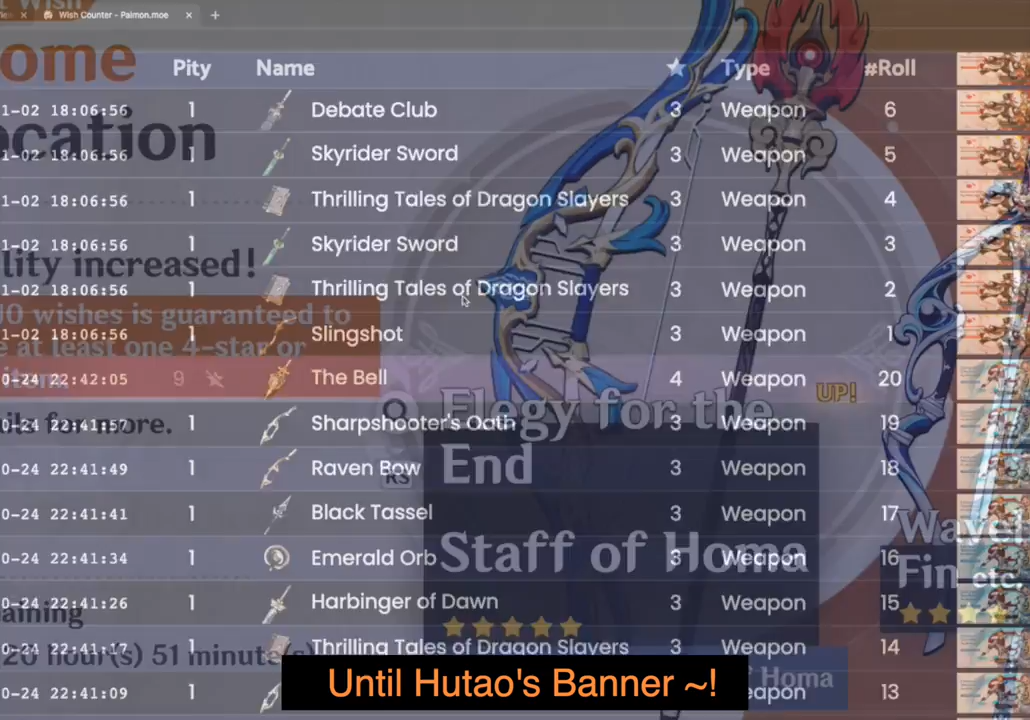 Wish Counter - Paimon.moe
ome
Pity Name Type #Roll
1-02 18:06:56 1 Debate Club 3 Weapon 6
ocation
1-02 18:06:56 1 Skyrider Sword 3 Weapon 5
1-02 18:06:56 1 Thrilling Tales of Dragon Slayers 3 Weapon 4
1-02 18:06:56 1 Skyrider Sword 3 Weapon 3
lity increased!
1-02 18:06:56 1 Thrilling Tales of Dragon Slayers 3 Weapon 2
10 wishes is guaranteed to
1-02 18:06:56 1 Slingshot 3 Weapon 1
e at least one 4-star or
0-24 22:42:05 9 The Bell 4 Weapon 20
UP!
Elegy for the
End
ils for more.
0-24 22:41:57 1 Sharpshooter's Oath 3 Weapon 19
0-24 22:41:49 1 Raven Bow 3 Weapon 18
RS
0-24 22:41:41 1 Black Tassel 3 Weapon 17
Staff of Homa
0-24 22:41:34 1 Emerald Orb 3 Weapon 16
Fin etc.
0-24 22:41:26 1 Harbinger of Dawn 3 Weapon 15
aining
0-24 22:41:17 1 Thrilling Tales of Dragon Slayers 3 Weapon 14
20 hour(s) 51 minute(s)
Homa
0-24 22:41:09 1 eapon 13
Until Hutao's Banner ~!